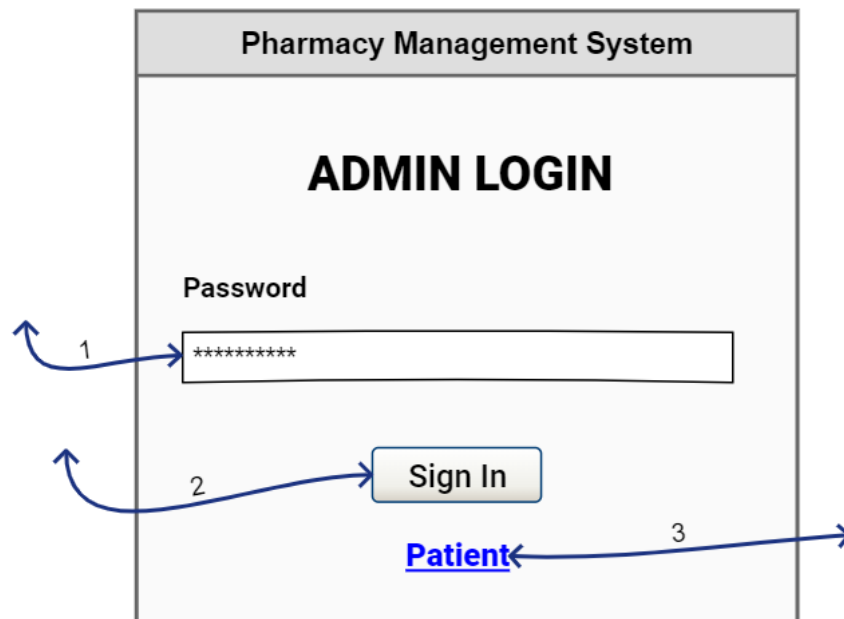 Pharmacy Management System
ADMIN LOGIN
Password
1
**********
2
Sign In
3
Patient